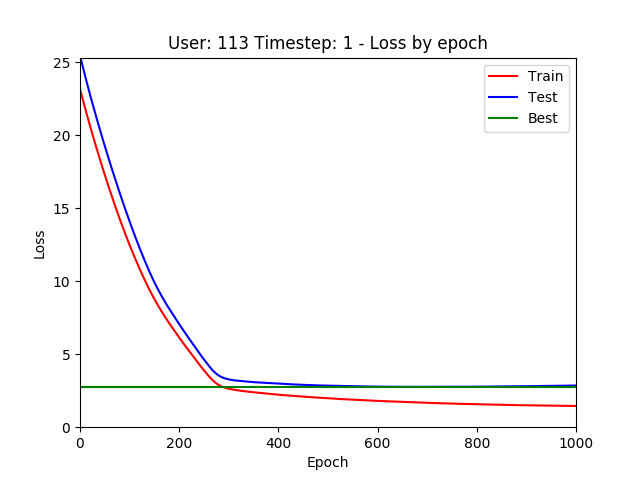 User: 113 Timestep: 1 - Loss by epoch
Train
Test
Best
Loss
25
20
15
10
5
0
0 200 400 600 800 1000
Epoch